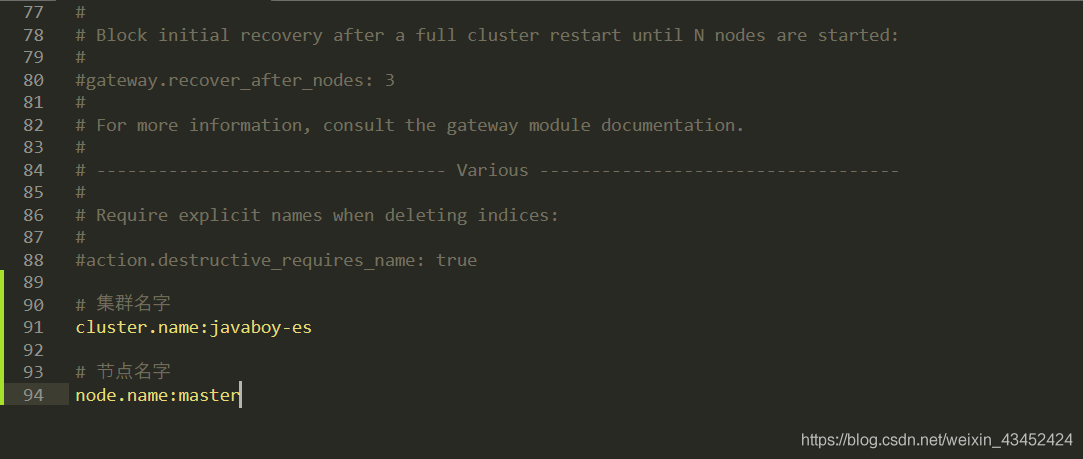 77 #
78 # Block initial recovery after a full cluster restart until N nodes are started:
79 #
80 #gateway.recover_after_nodes: 3
81 #
82 # For more information, consult the gateway module documentation.
83 #
84 # ---------------------------------- Various -----------------------------------
85 #
86 # Require explicit names when deleting indices:
87 #
88 #action.destructive_requires_name: true
89
90 # 集群名字
91 cluster.name:javaboy-es
92
93 # 节点名字
94 node.name:master
https://blog.csdn.net/weixin_43452424